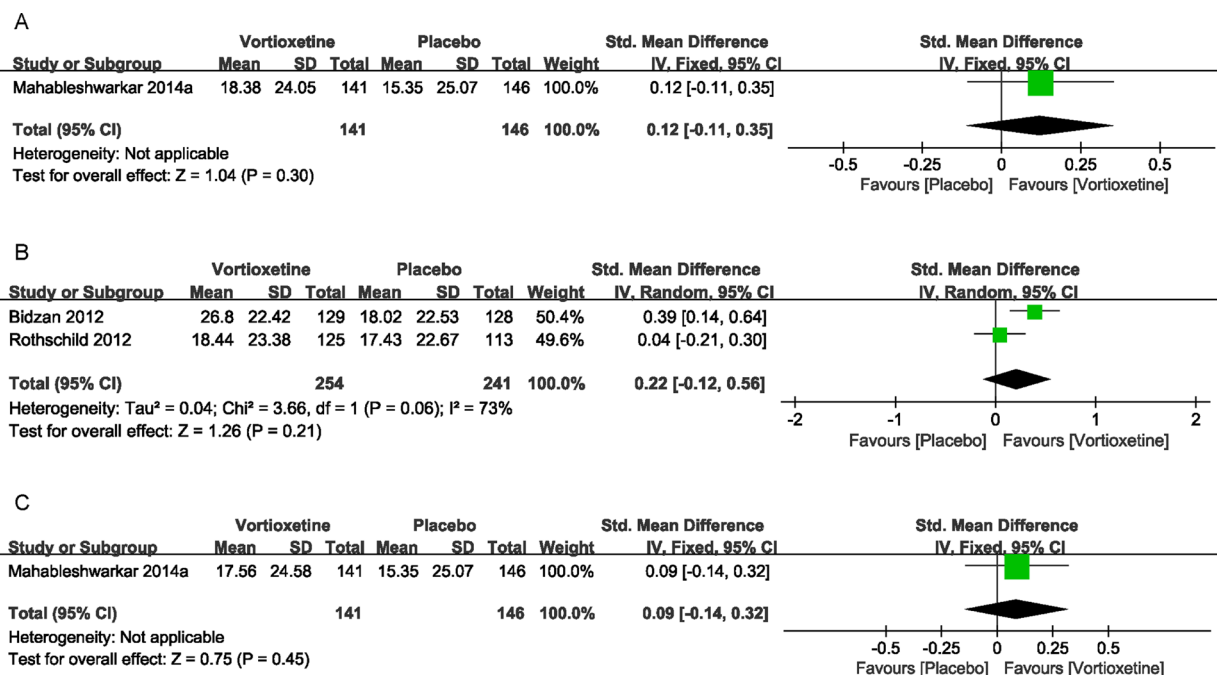 A
Vortioxetine Placebo Std. Mean Difference Std. Mean Difference
Study or Subgroup Mean SD Total Mean SD Total Weight IV, Fixed, 95% CI IV, Fixed, 95% CI
Mahableshwarkar 2014a 18.38 24.05 141 15.35 25.07 146 100.0% 0.12 [-0.11, 0.35]
Total (95% CI) 141 146 100.0% 0.12 [-0.11, 0.35]
Heterogeneity: Not applicable
Test for overall effect: Z = 1.04 (P = 0.30)
-0.5 -0.25 0 0.25 0.5
Favours [Placebo] Favours [Vortioxetine]
B
Vortioxetine Placebo Std. Mean Difference Std. Mean Difference
Study or Subgroup Mean SD Total Mean SD Total Weight IV, Random, 95% CI IV, Random, 95% CI
Bidzan 2012 26.8 22.42 129 18.02 22.53 128 50.4% 0.39 [0.14, 0.64]
Rothschild 2012 18.44 23.38 125 17.43 22.67 113 49.6% 0.04 [-0.21, 0.30]
Total (95% CI) 254 241 100.0% 0.22 [-0.12, 0.56]
Heterogeneity: Tau² = 0.04; Chi² = 3.66, df = 1 (P = 0.06); I² = 73%
Test for overall effect: Z = 1.26 (P = 0.21)
-2 -1 0 1 2
Favours [Placebo] Favours [Vortioxetine]
C
Vortioxetine Placebo Std. Mean Difference Std. Mean Difference
Study or Subgroup Mean SD Total Mean SD Total Weight IV, Fixed, 95% CI IV, Fixed, 95% CI
Mahableshwarkar 2014a 17.56 24.58 141 15.35 25.07 146 100.0% 0.09 [-0.14, 0.32]
Total (95% CI) 141 146 100.0% 0.09 [-0.14, 0.32]
Heterogeneity: Not applicable
Test for overall effect: Z = 0.75 (P = 0.45)
-0.5 -0.25 0 0.25 0.5
Favours [Placebo] Favours [Vortioxetine]